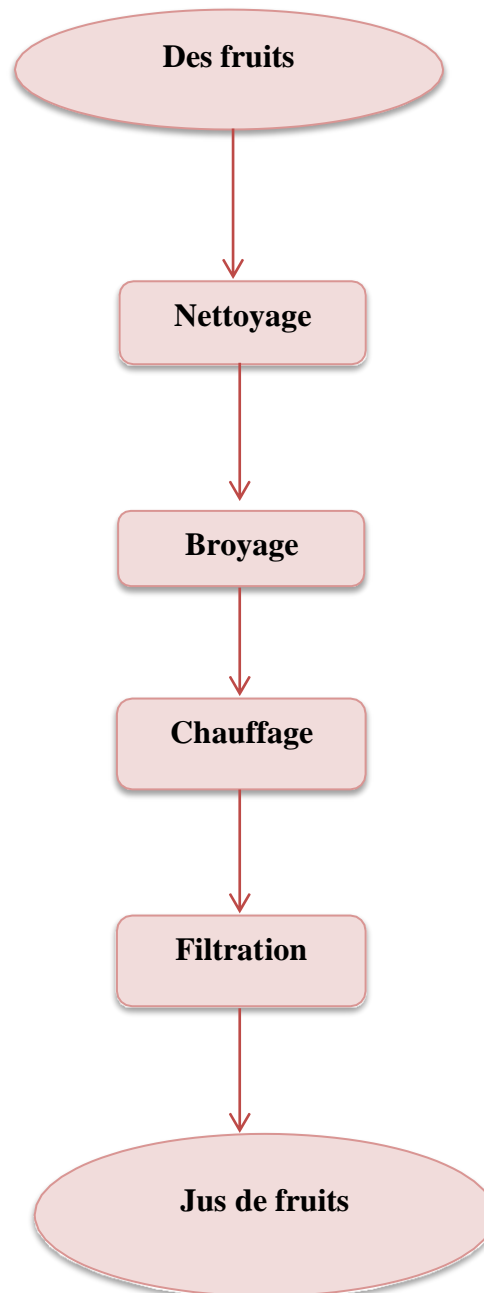 Des fruits
Nettoyage
Broyage
Chauffage
Filtration
Jus de fruits